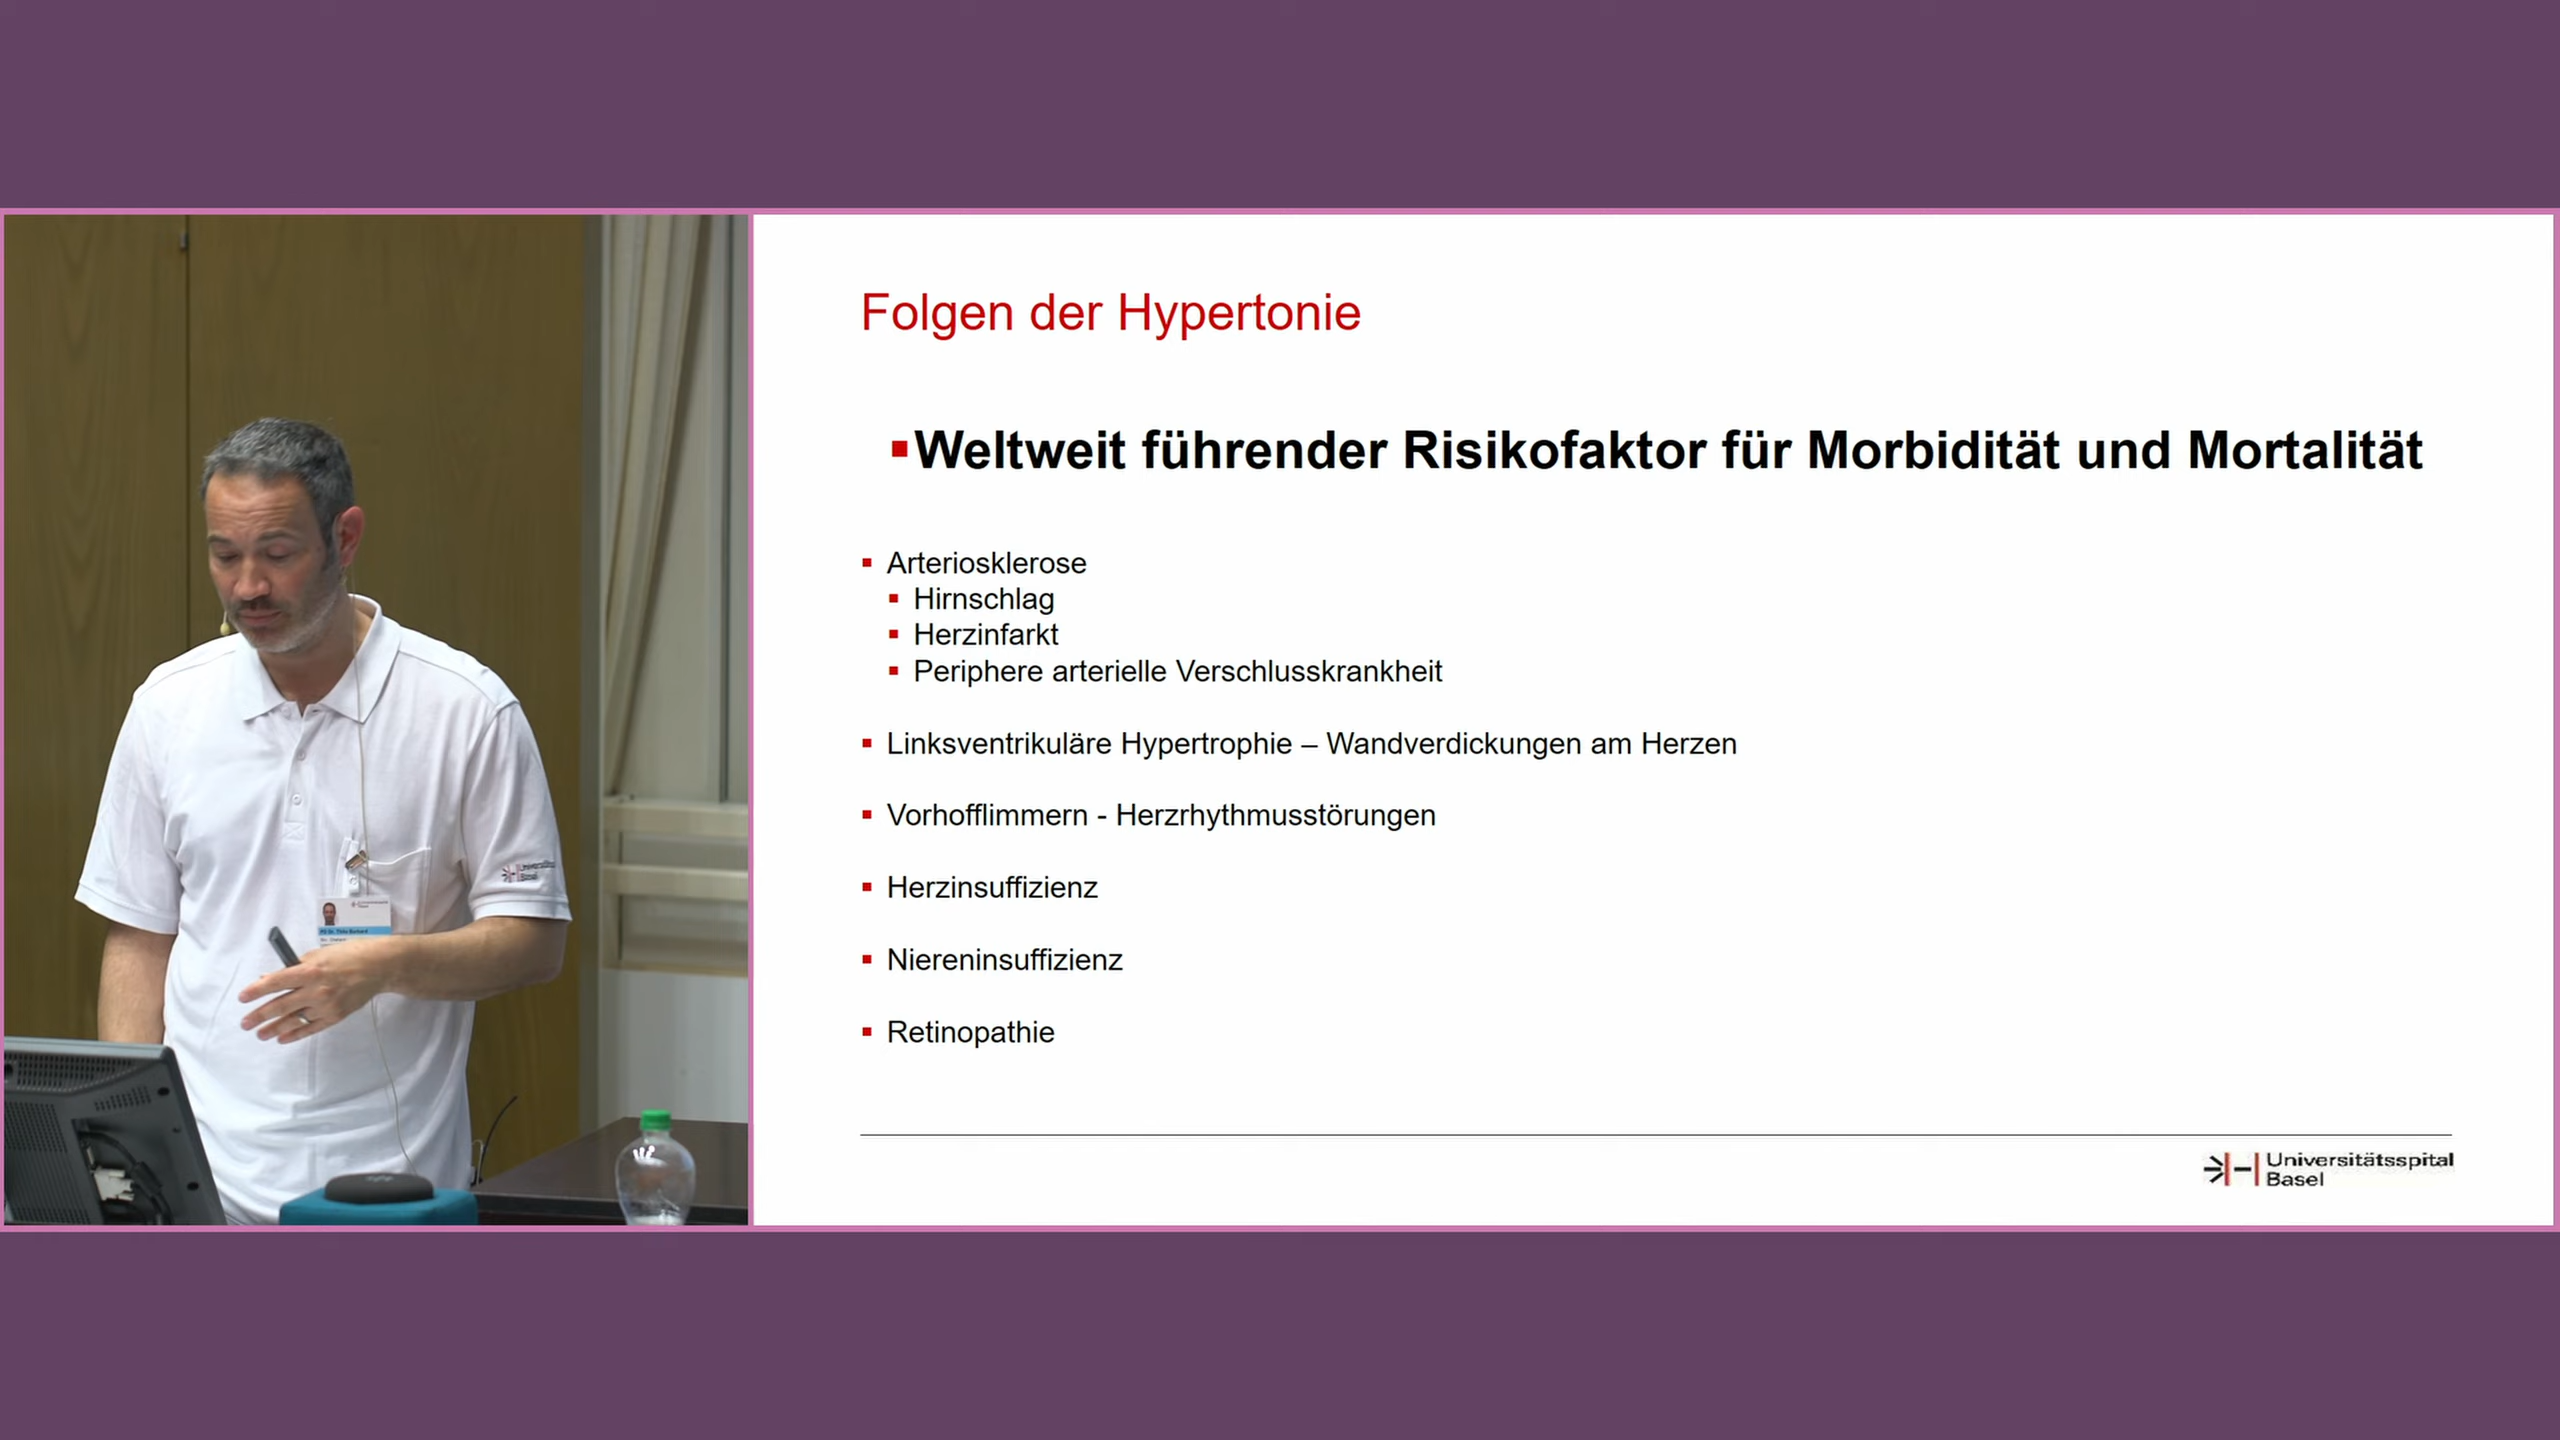 Folgen der Hypertonie
Weltweit führender Risikofaktor für Morbidität und Mortalität
Arteriosklerose
Hirnschlag
Herzinfarkt
Periphere arterielle Verschlusskrankheit
Linksventrikuläre Hypertrophie – Wandverdickungen am Herzen
Vorhofflimmern - Herzrhythmusstörungen
Herzinsuffizienz
Niereninsuffizienz
Retinopathie
Universitätsspital
Basel